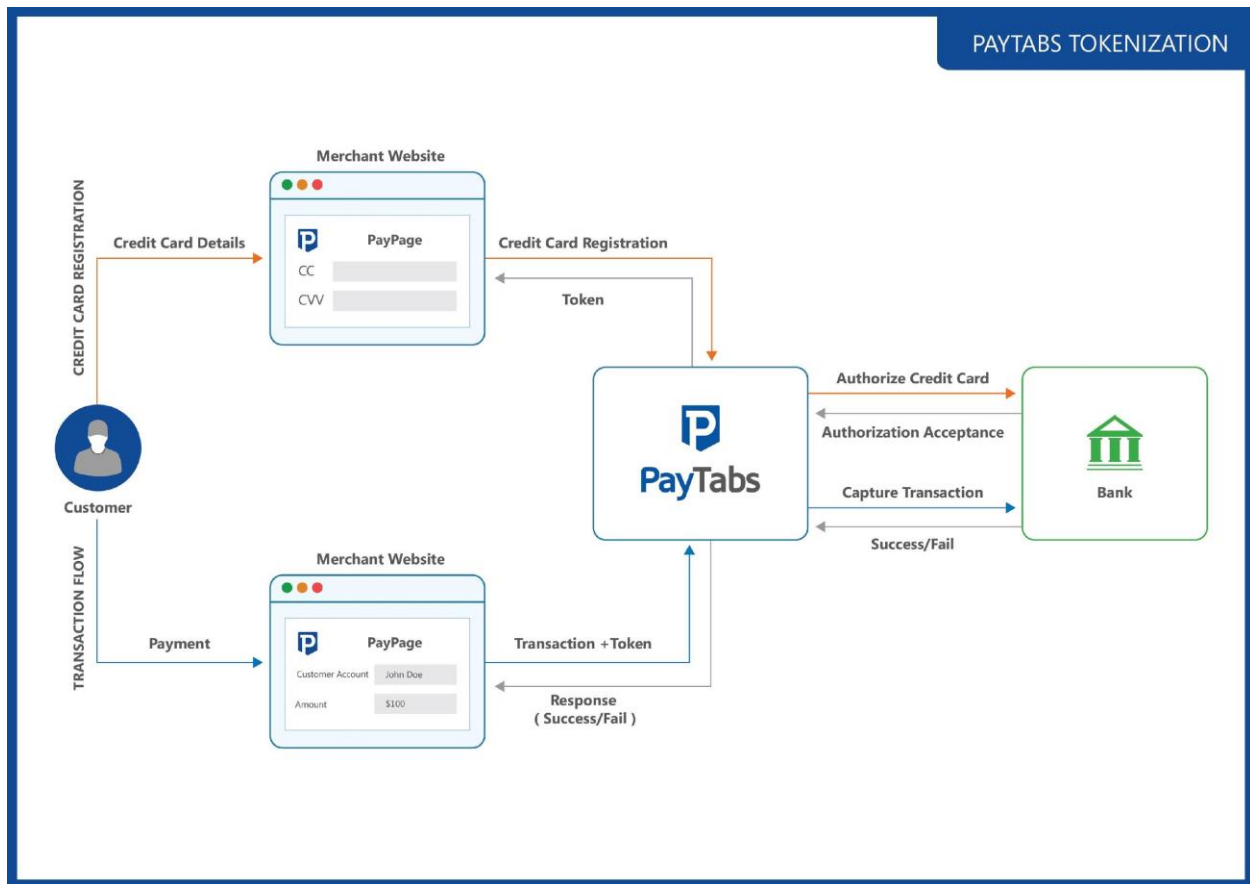 PAYTABS TOKENIZATION
Merchant Website
CREDIT CARD REGISTRATION
Credit Card Details
PayPage
CC
CVV
Credit Card Registration
Token
Customer
PayTabs
Authorize Credit Card
Authorization Acceptance
Capture Transaction
Success/Fail
Bank
TRANSACTION FLOW
Payment
Merchant Website
PayPage
Customer Account John Doe
Amount $100
Transaction +Token
Response
( Success/Fail )